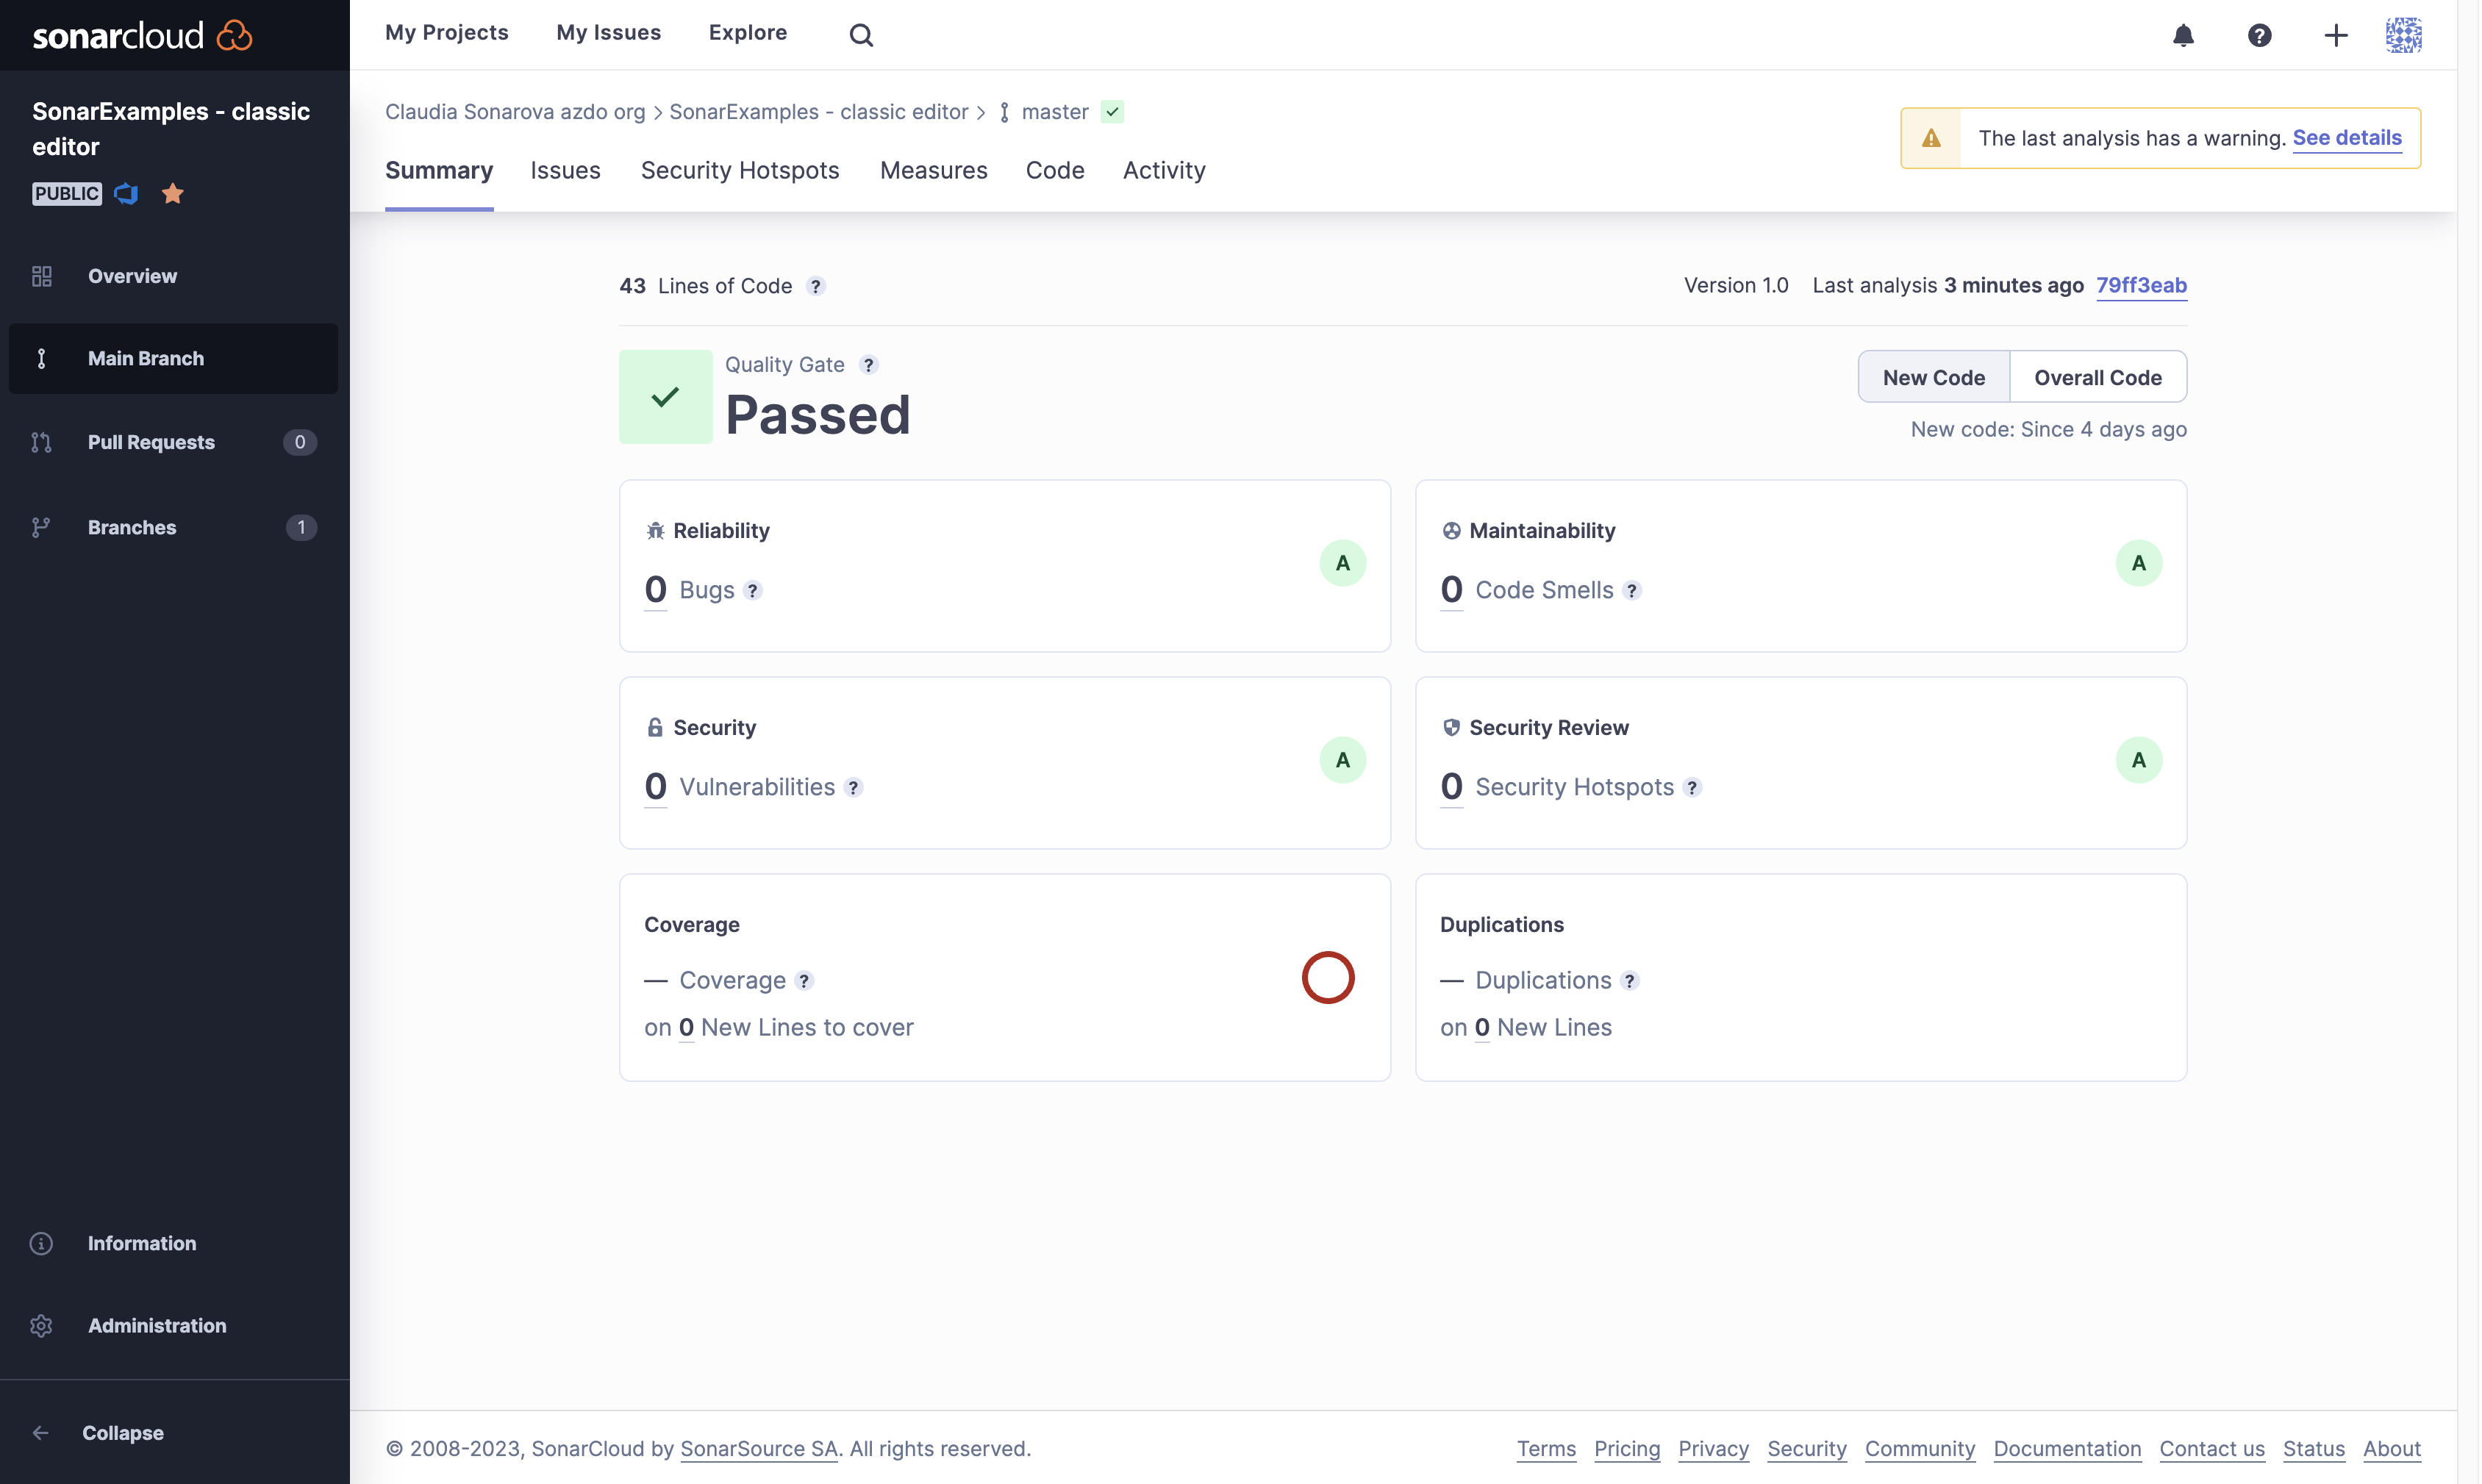 sonarcloud
My Projects
My Issues
Explore
SonarExamples - classic
editor
PUBLIC
Overview
Main Branch
Pull Requests 0
Branches 1
Information
Administration
Collapse
Claudia Sonarova azdo org > SonarExamples - classic editor > master
The last analysis has a warning. See details
Summary
Issues
Security Hotspots
Measures
Code
Activity
43 Lines of Code ?
Version 1.0 Last analysis 3 minutes ago 79ff3eab
Quality Gate ?
Passed
New Code
Overall Code
New code: Since 4 days ago
Reliability
0 Bugs ?
A
Maintainability
0 Code Smells ?
A
Security
0 Vulnerabilities ?
A
Security Review
0 Security Hotspots ?
A
Coverage
— Coverage ?
on 0 New Lines to cover
Duplications
— Duplications ?
on 0 New Lines
© 2008-2023, SonarCloud by SonarSource SA. All rights reserved.
Terms Pricing Privacy Security Community Documentation Contact us Status About